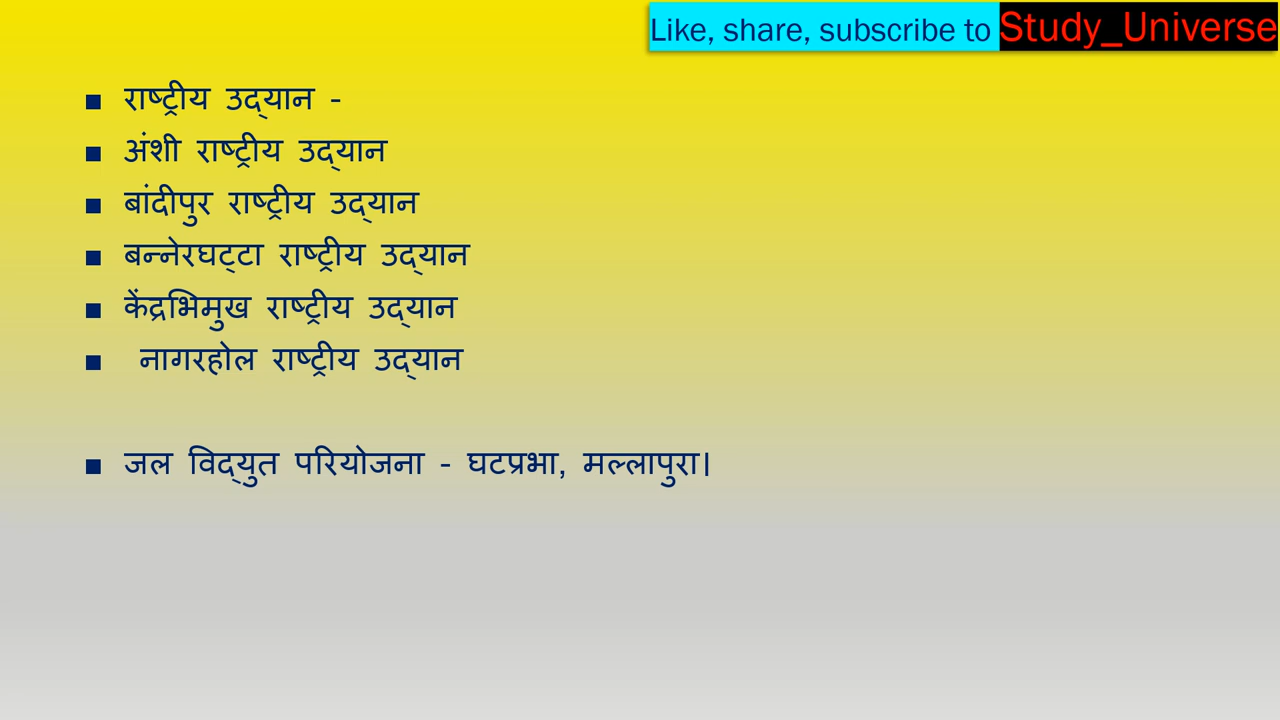 Like, share, subscribe to Study_Universe
▪ राष्ट्रीय उद्यान -
▪ अंशी राष्ट्रीय उद्यान
▪ बांदीपुर राष्ट्रीय उद्यान
▪ बन्नेरघट्टा राष्ट्रीय उद्यान
▪ केंद्रभिमुख राष्ट्रीय उद्यान
▪ नागरहोल राष्ट्रीय उद्यान
▪ जल विद्युत परियोजना - घटप्रभा, मल्लापुरा।